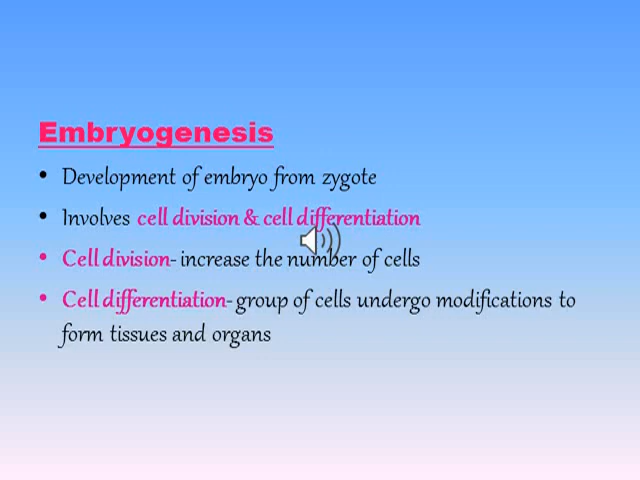 Embryogenesis
• Development of embryo from zygote
• Involves cell division & cell differentiation
• Cell division- increase the number of cells
• Cell differentiation- group of cells undergo modifications to
form tissues and organs